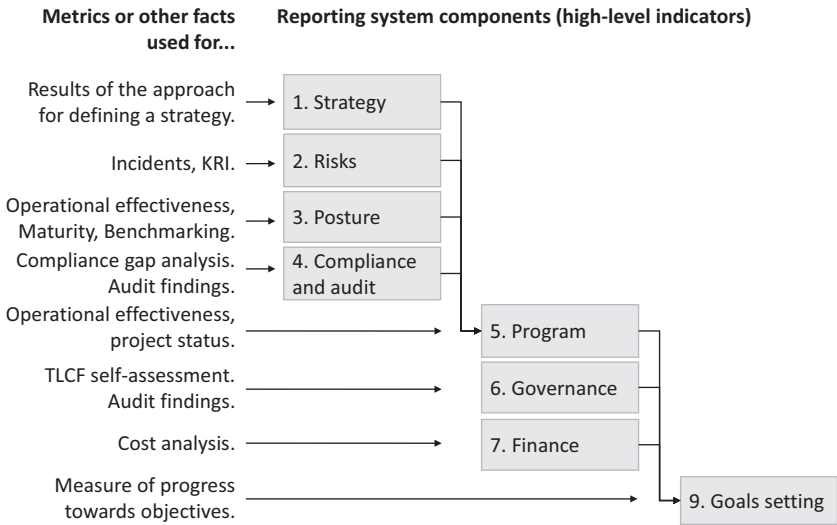 Metrics or other facts
used for...
Reporting system components (high-level indicators)
Results of the approach
for defining a strategy.
1. Strategy
Incidents, KRI.
2. Risks
Operational effectiveness,
Maturity, Benchmarking.
3. Posture
Compliance gap analysis.
Audit findings.
4. Compliance
and audit
Operational effectiveness,
project status.
5. Program
TLCF self-assessment.
Audit findings.
6. Governance
Cost analysis.
7. Finance
Measure of progress
towards objectives.
9. Goals setting